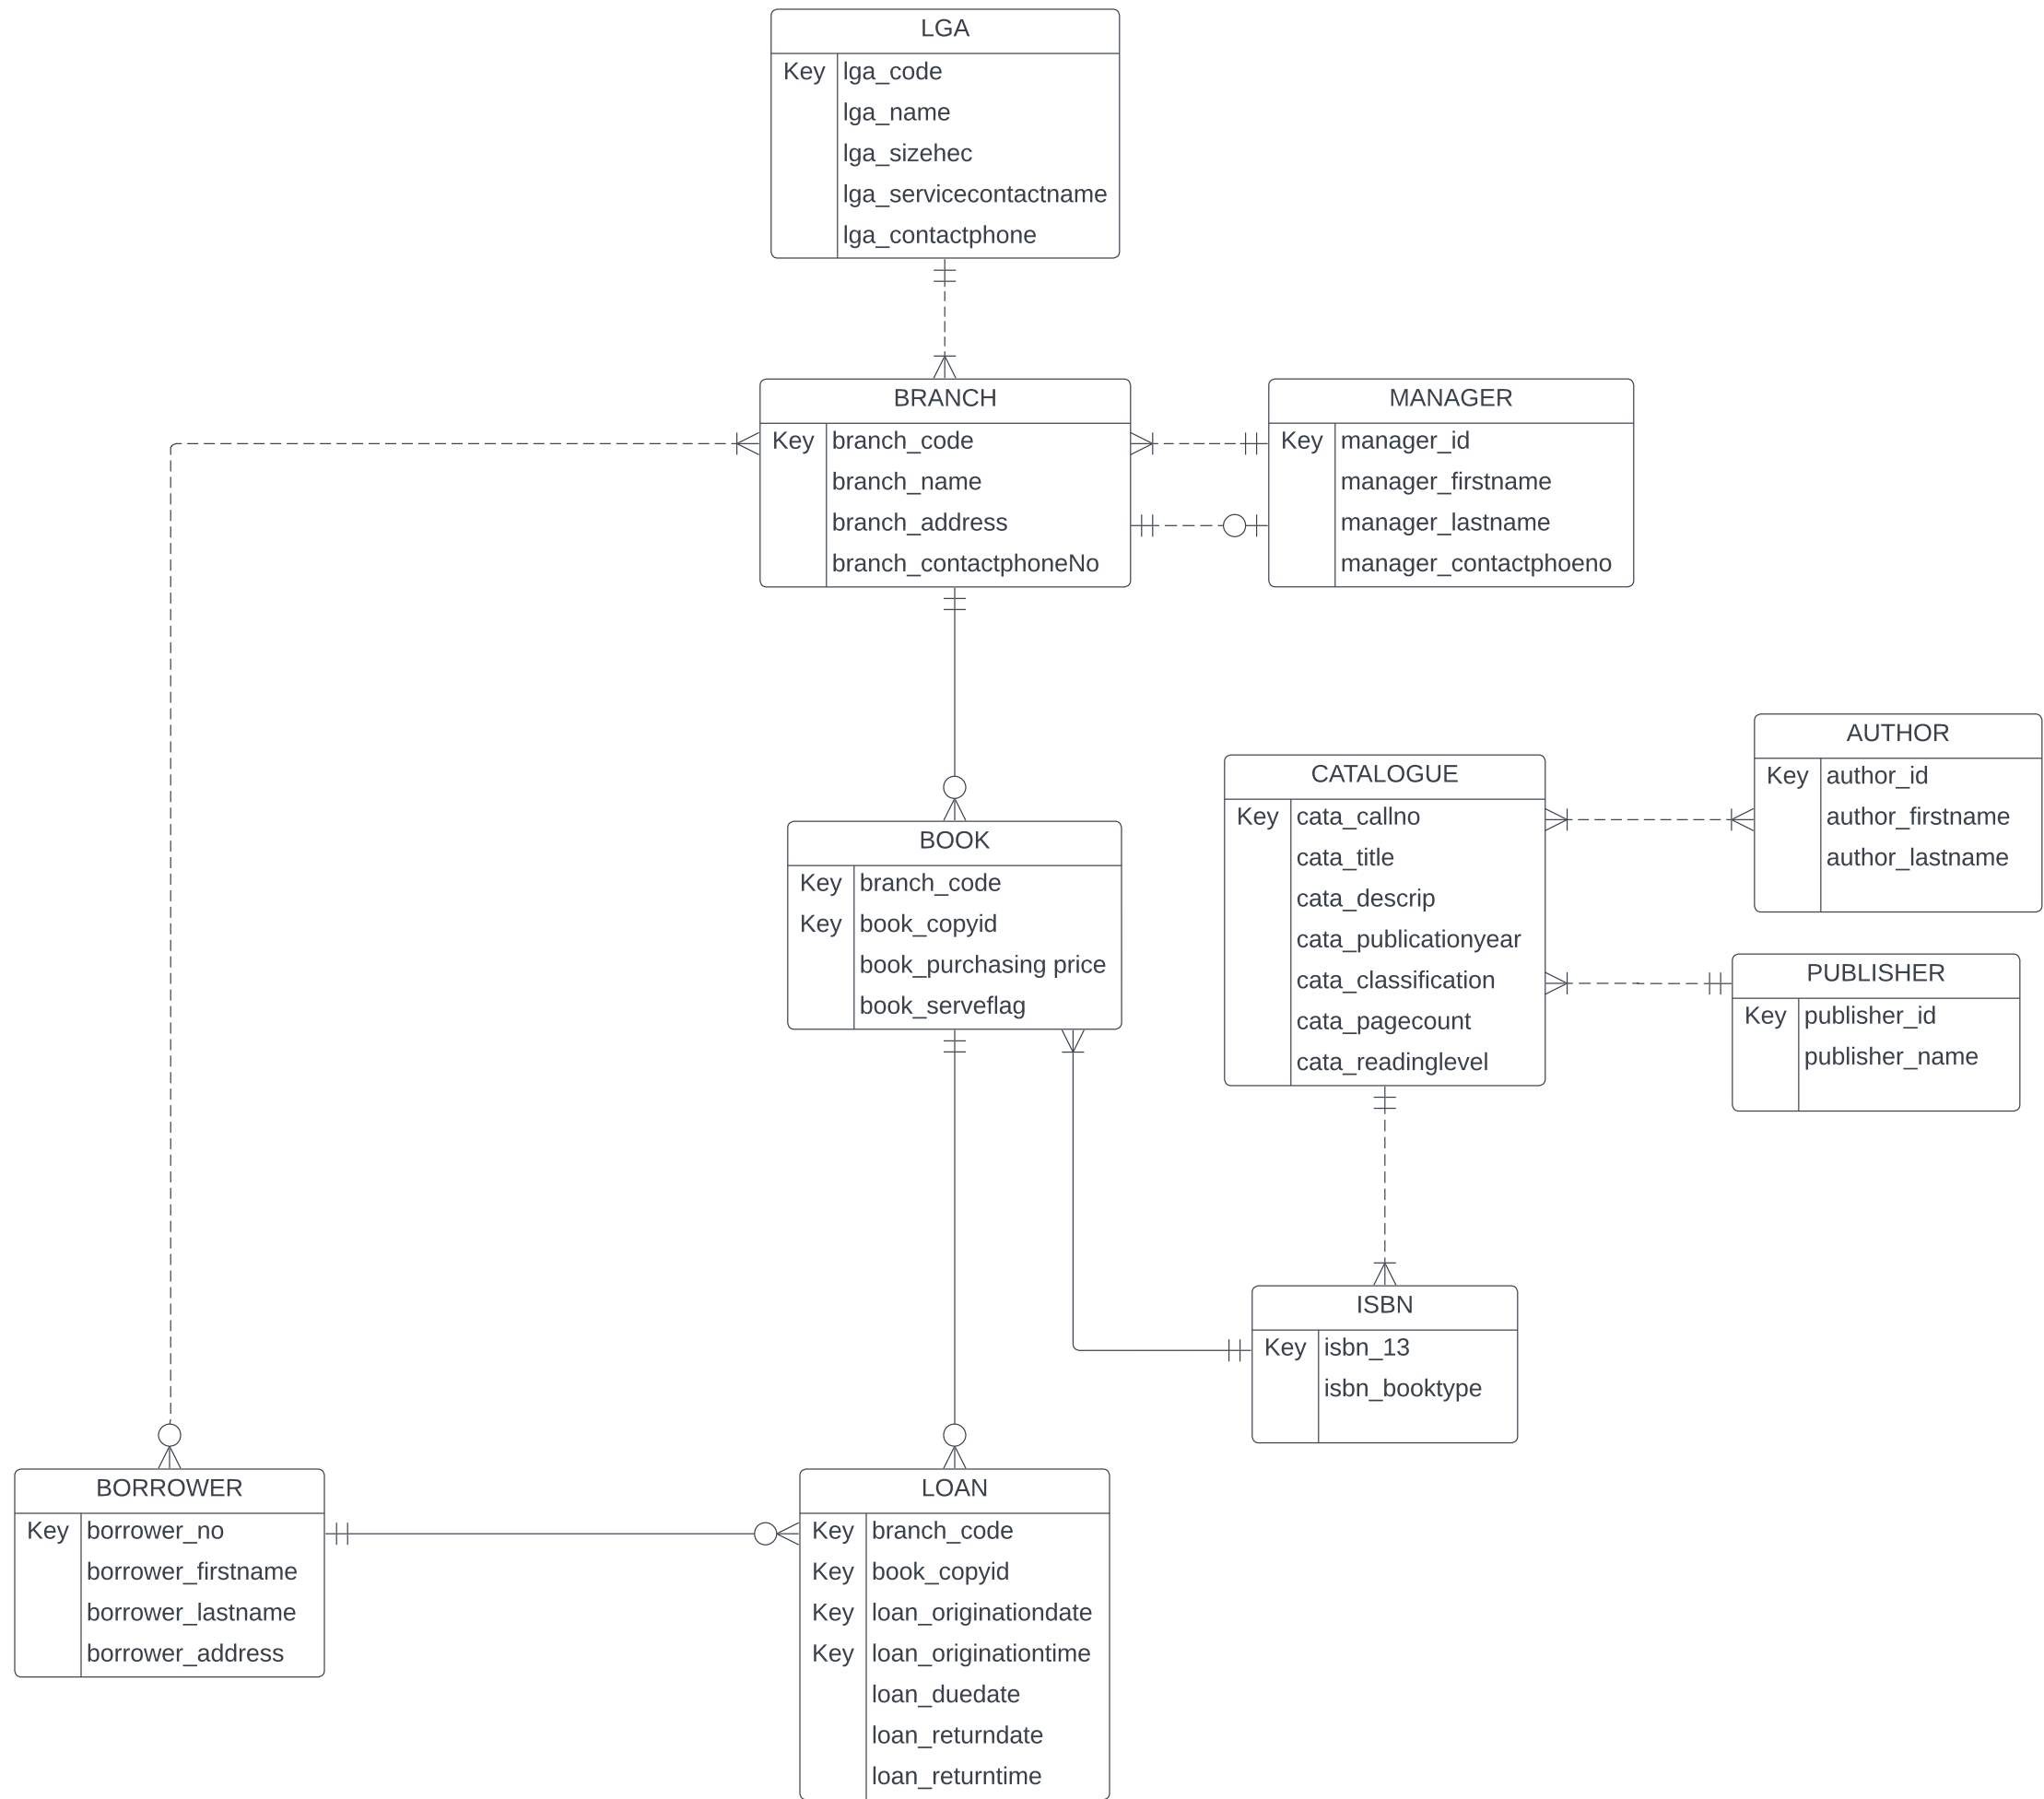 LGA
Key lga_code
lga_name
lga_sizehec
lga_servicecontactname
lga_contactphone
BRANCH
Key branch_code
branch_name
branch_address
branch_contactphoneNo
MANAGER
Key manager_id
manager_firstname
manager_lastname
manager_contactphoeno
BOOK
Key branch_code
Key book_copyid
book_purchasing price
book_serveflag
CATALOGUE
Key cata_callno
cata_title
cata_descrip
cata_publicationyear
cata_classification
cata_pagecount
cata_readinglevel
AUTHOR
Key author_id
author_firstname
author_lastname
PUBLISHER
Key publisher_id
publisher_name
ISBN
Key isbn_13
isbn_booktype
BORROWER
Key borrower_no
borrower_firstname
borrower_lastname
borrower_address
LOAN
Key branch_code
Key book_copyid
Key loan_originationdate
Key loan_originationtime
loan_duedate
loan_returndate
loan_returntime